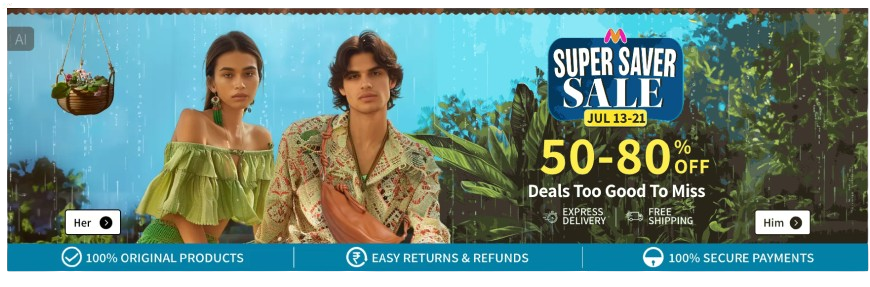 AI
SUPER SAVER
SALE
JUL 13-21
50-80% OFF
Deals Too Good To Miss
EXPRESS DELIVERY
FREE SHIPPING
Her
Him
100% ORIGINAL PRODUCTS
EASY RETURNS & REFUNDS
100% SECURE PAYMENTS